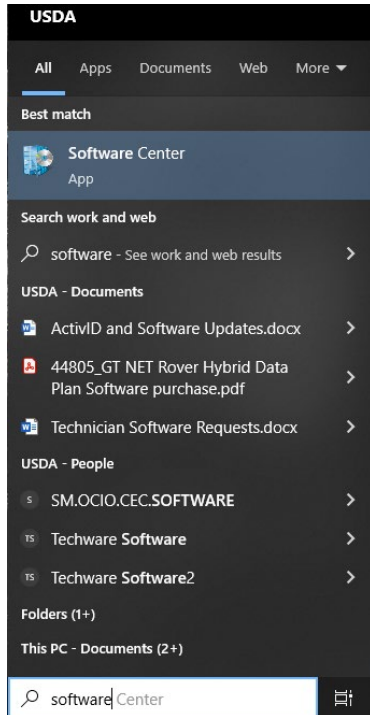 USDA
All Apps Documents Web More
Best match
Software Center
App
Search work and web
software - See work and web results
USDA - Documents
ActivID and Software Updates.docx
44805_GT NET Rover Hybrid Data
Plan Software purchase.pdf
Technician Software Requests.docx
USDA - People
S SM.OCIO.CEC.SOFTWARE
TS Techware Software
TS Techware Software2
Folders (1+)
This PC - Documents (2+)
software Center